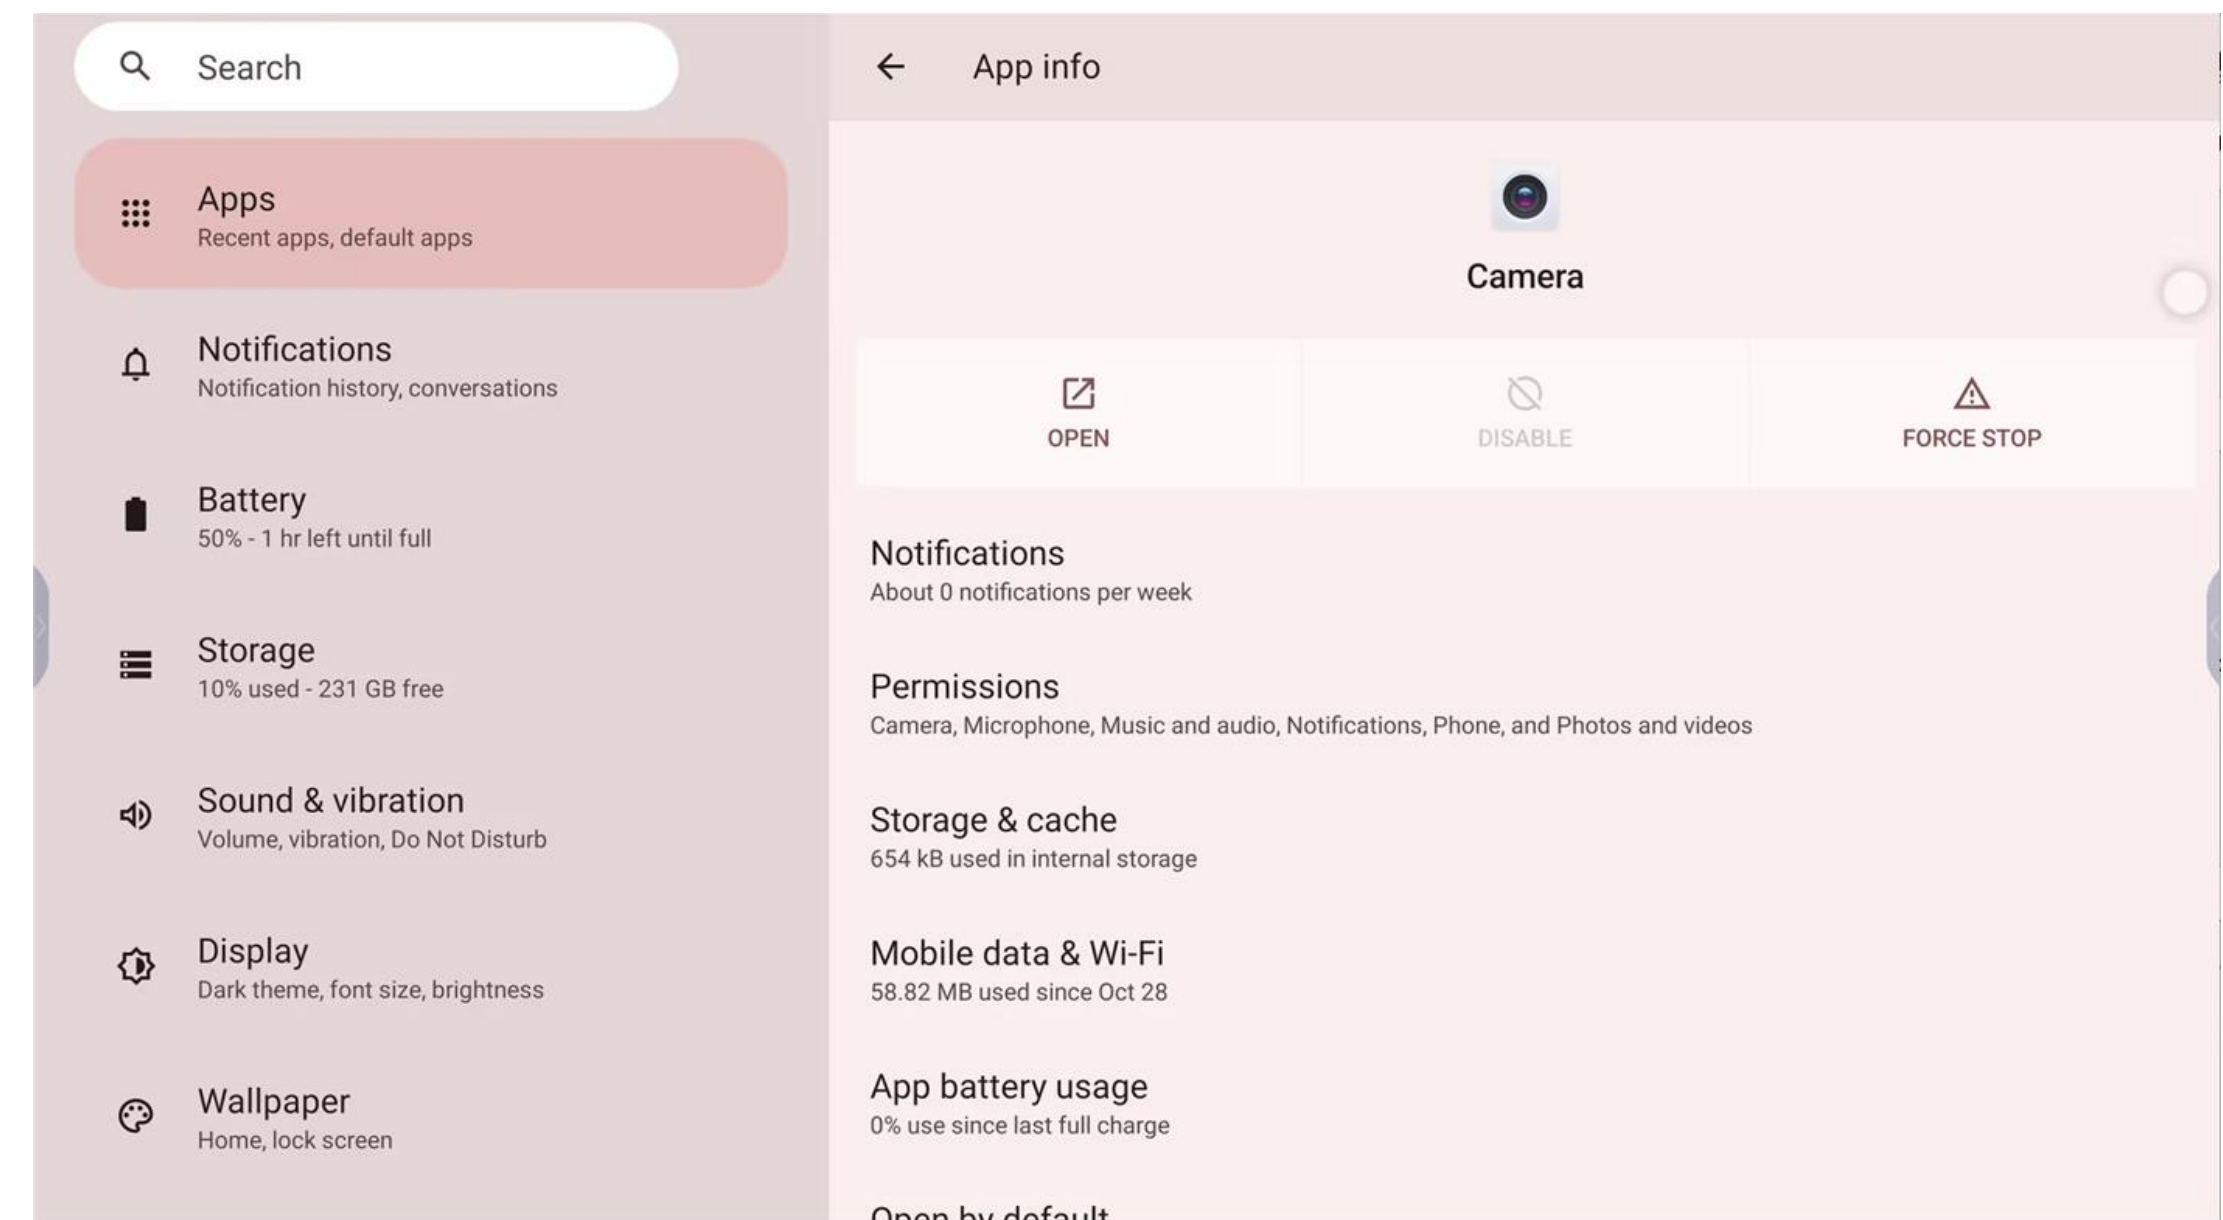 Search
Apps
Recent apps, default apps
Notifications
Notification history, conversations
Battery
50% - 1 hr left until full
Storage
10% used - 231 GB free
Sound & vibration
Volume, vibration, Do Not Disturb
Display
Dark theme, font size, brightness
Wallpaper
Home, lock screen
App info
Camera
OPEN
DISABLE
FORCE STOP
Notifications
About 0 notifications per week
Permissions
Camera, Microphone, Music and audio, Notifications, Phone, and Photos and videos
Storage & cache
654 kB used in internal storage
Mobile data & Wi-Fi
58.82 MB used since Oct 28
App battery usage
0% use since last full charge
Open by default